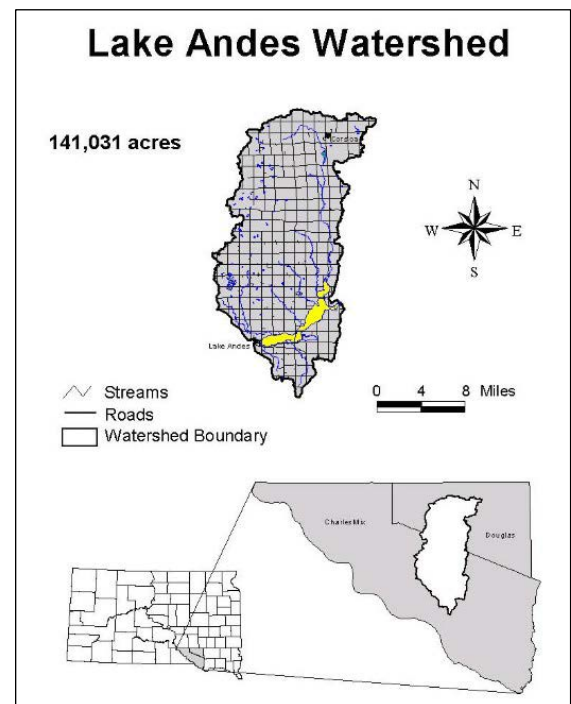 Lake Andes Watershed
141,031 acres
Corsica
N
W E
S
Lake Andes
0 4 8 Miles
Streams
Roads
Watershed Boundary
Charles Mix
Douglas